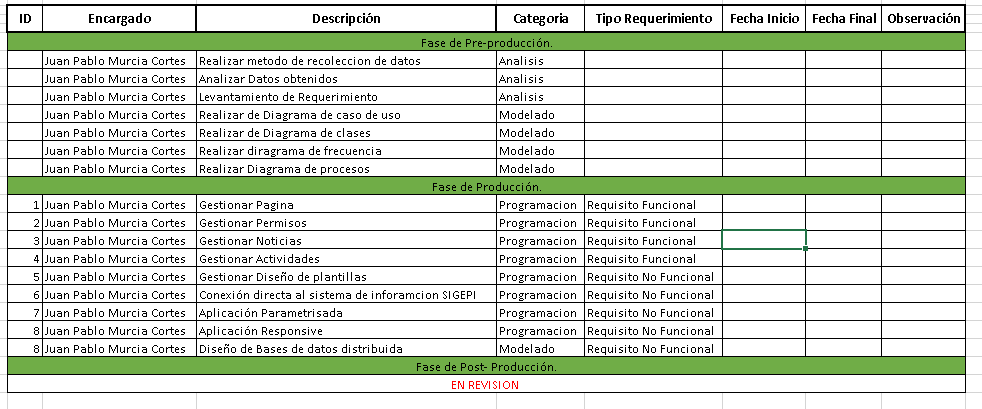 ID Encargado Descripción Categoria Tipo Requerimiento Fecha Inicio Fecha Final Observación
Fase de Pre-producción.
Juan Pablo Murcia Cortes Realizar metodo de recoleccion de datos Analisis
Juan Pablo Murcia Cortes Analizar Datos obtenidos Analisis
Juan Pablo Murcia Cortes Levantamiento de Requerimiento Analisis
Juan Pablo Murcia Cortes Realizar de Diagrama de caso de uso Modelado
Juan Pablo Murcia Cortes Realizar de Diagrama de clases Modelado
Juan Pablo Murcia Cortes Realizar diragrama de frecuencia Modelado
Juan Pablo Murcia Cortes Realizar Diagrama de procesos Modelado
Fase de Producción.
1 Juan Pablo Murcia Cortes Gestionar Pagina Programacion Requisito Funcional
2 Juan Pablo Murcia Cortes Gestionar Permisos Programacion Requisito Funcional
3 Juan Pablo Murcia Cortes Gestionar Noticias Programacion Requisito Funcional
4 Juan Pablo Murcia Cortes Gestionar Actividades Programacion Requisito Funcional
5 Juan Pablo Murcia Cortes Gestionar Diseño de plantillas Programacion Requisito No Funcional
6 Juan Pablo Murcia Cortes Conexión directa al sistema de inforamcion SIGEPI Programacion Requisito No Funcional
7 Juan Pablo Murcia Cortes Aplicación Parametrisada Programacion Requisito No Funcional
8 Juan Pablo Murcia Cortes Aplicación Responsive Programacion Requisito No Funcional
8 Juan Pablo Murcia Cortes Diseño de Bases de datos distribuida Modelado Requisito No Funcional
Fase de Post- Producción.
EN REVISION